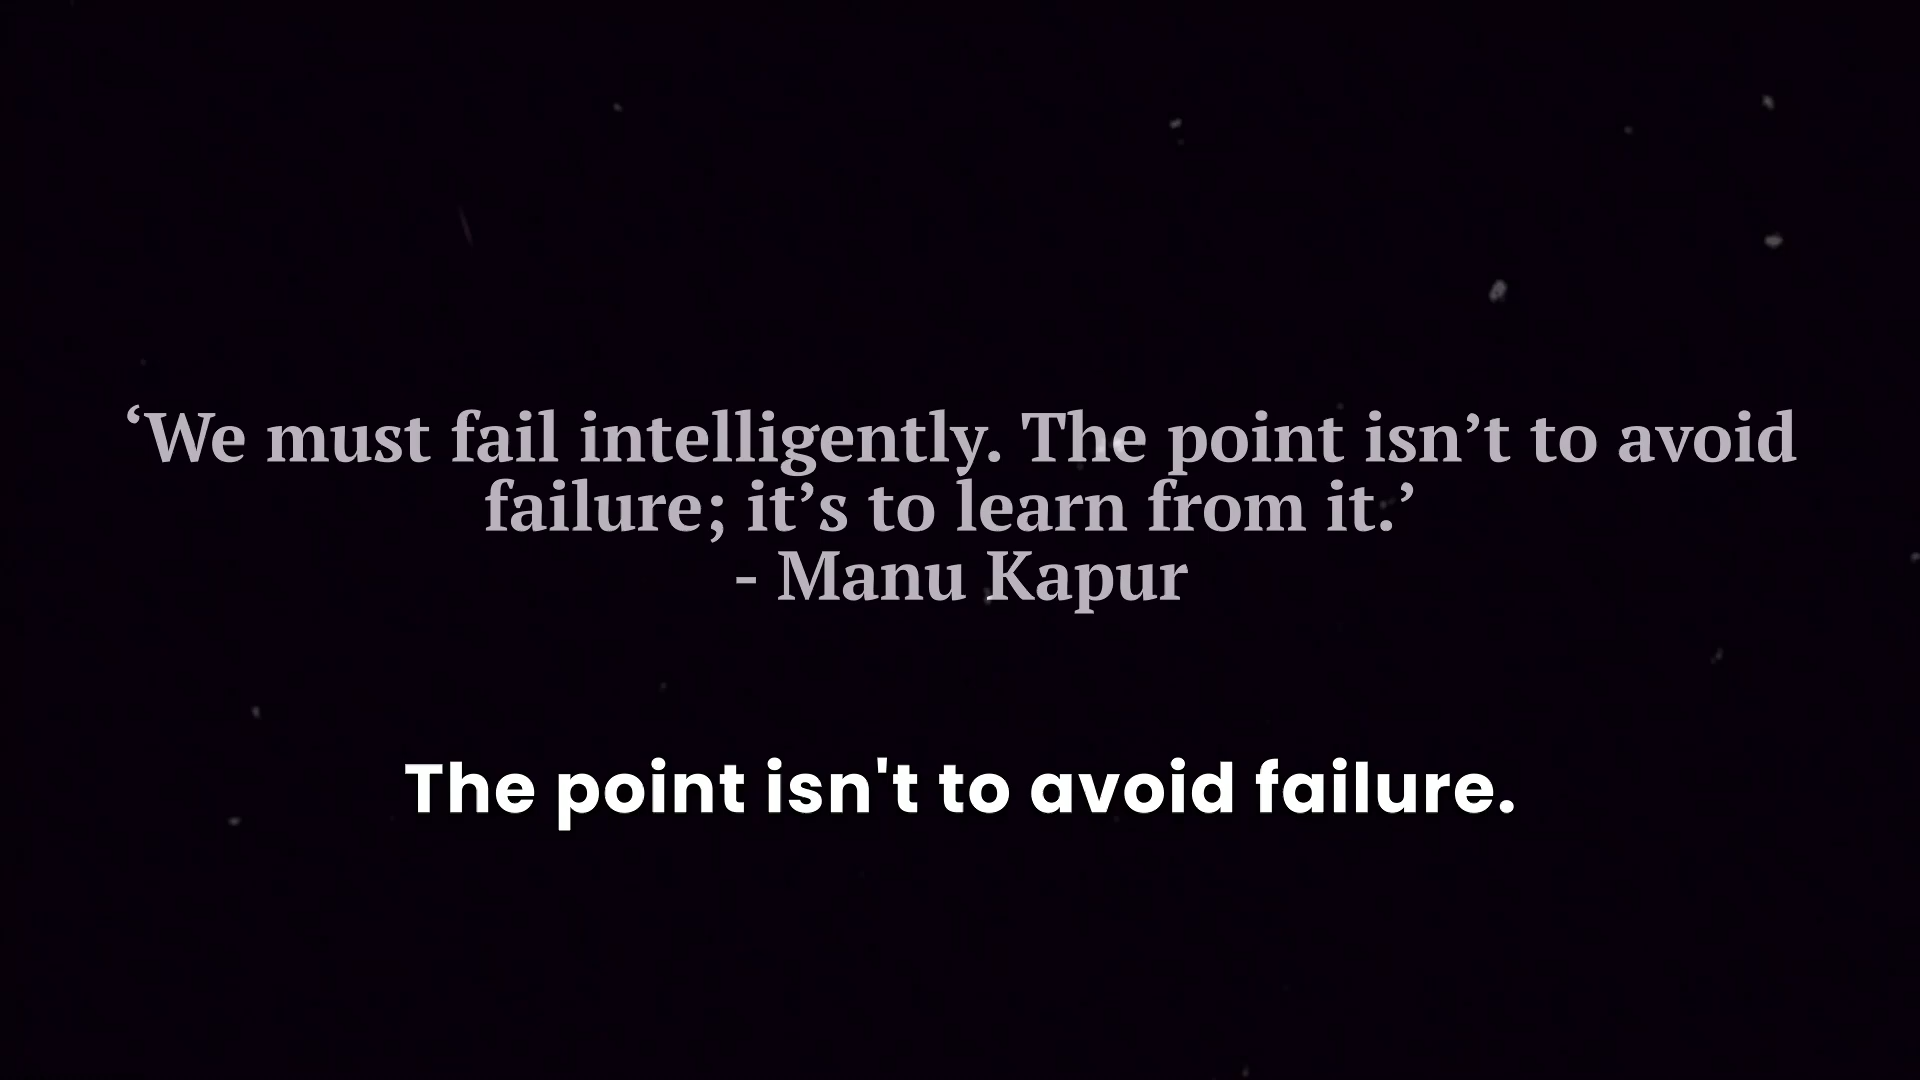 ‘We must fail intelligently. The point isn’t to avoid
failure; it’s to learn from it.’
- Manu Kapur
The point isn't to avoid failure.